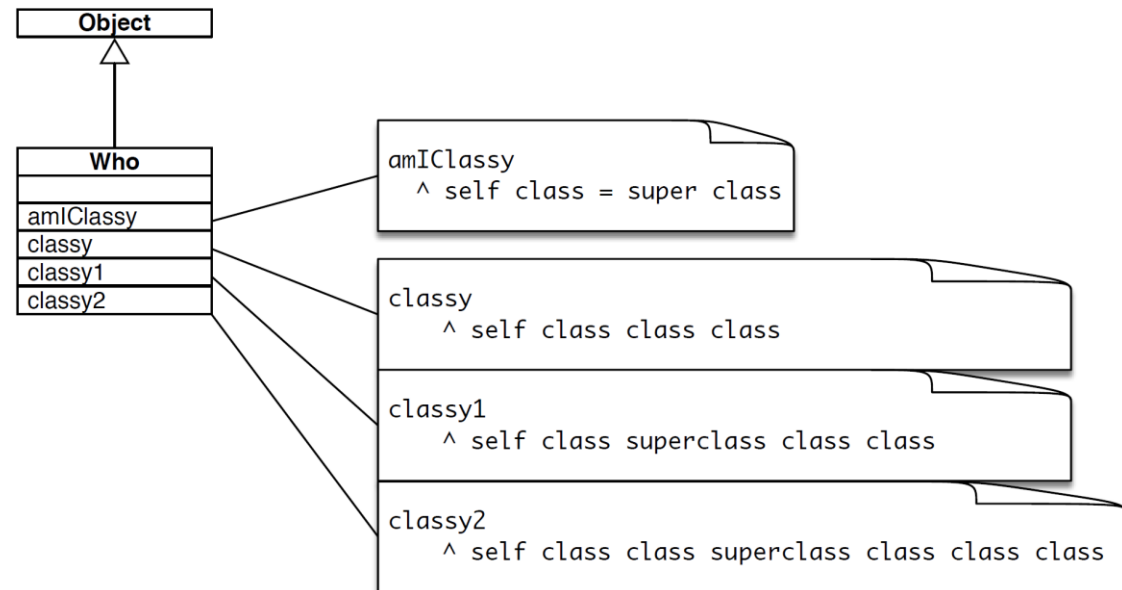 Object
Who
amIClassy
classy
classy1
classy2
amIClassy
^ self class = super class
classy
^ self class class class
classy1
^ self class superclass class class
classy2
^ self class class superclass class class class